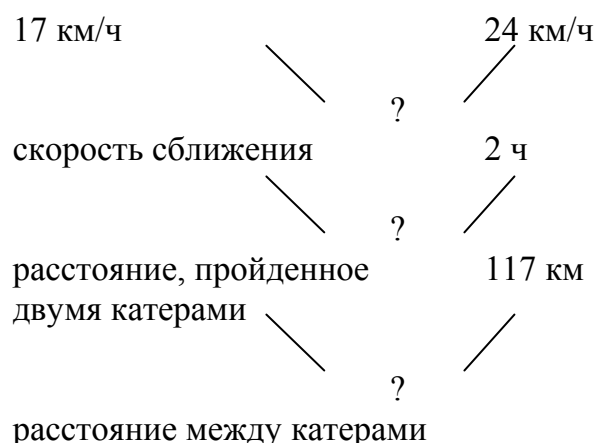 17 км/ч 24 км/ч
?
скорость сближения 2 ч
?
расстояние, пройденное 117 км
двумя катерами
?
расстояние между катерами